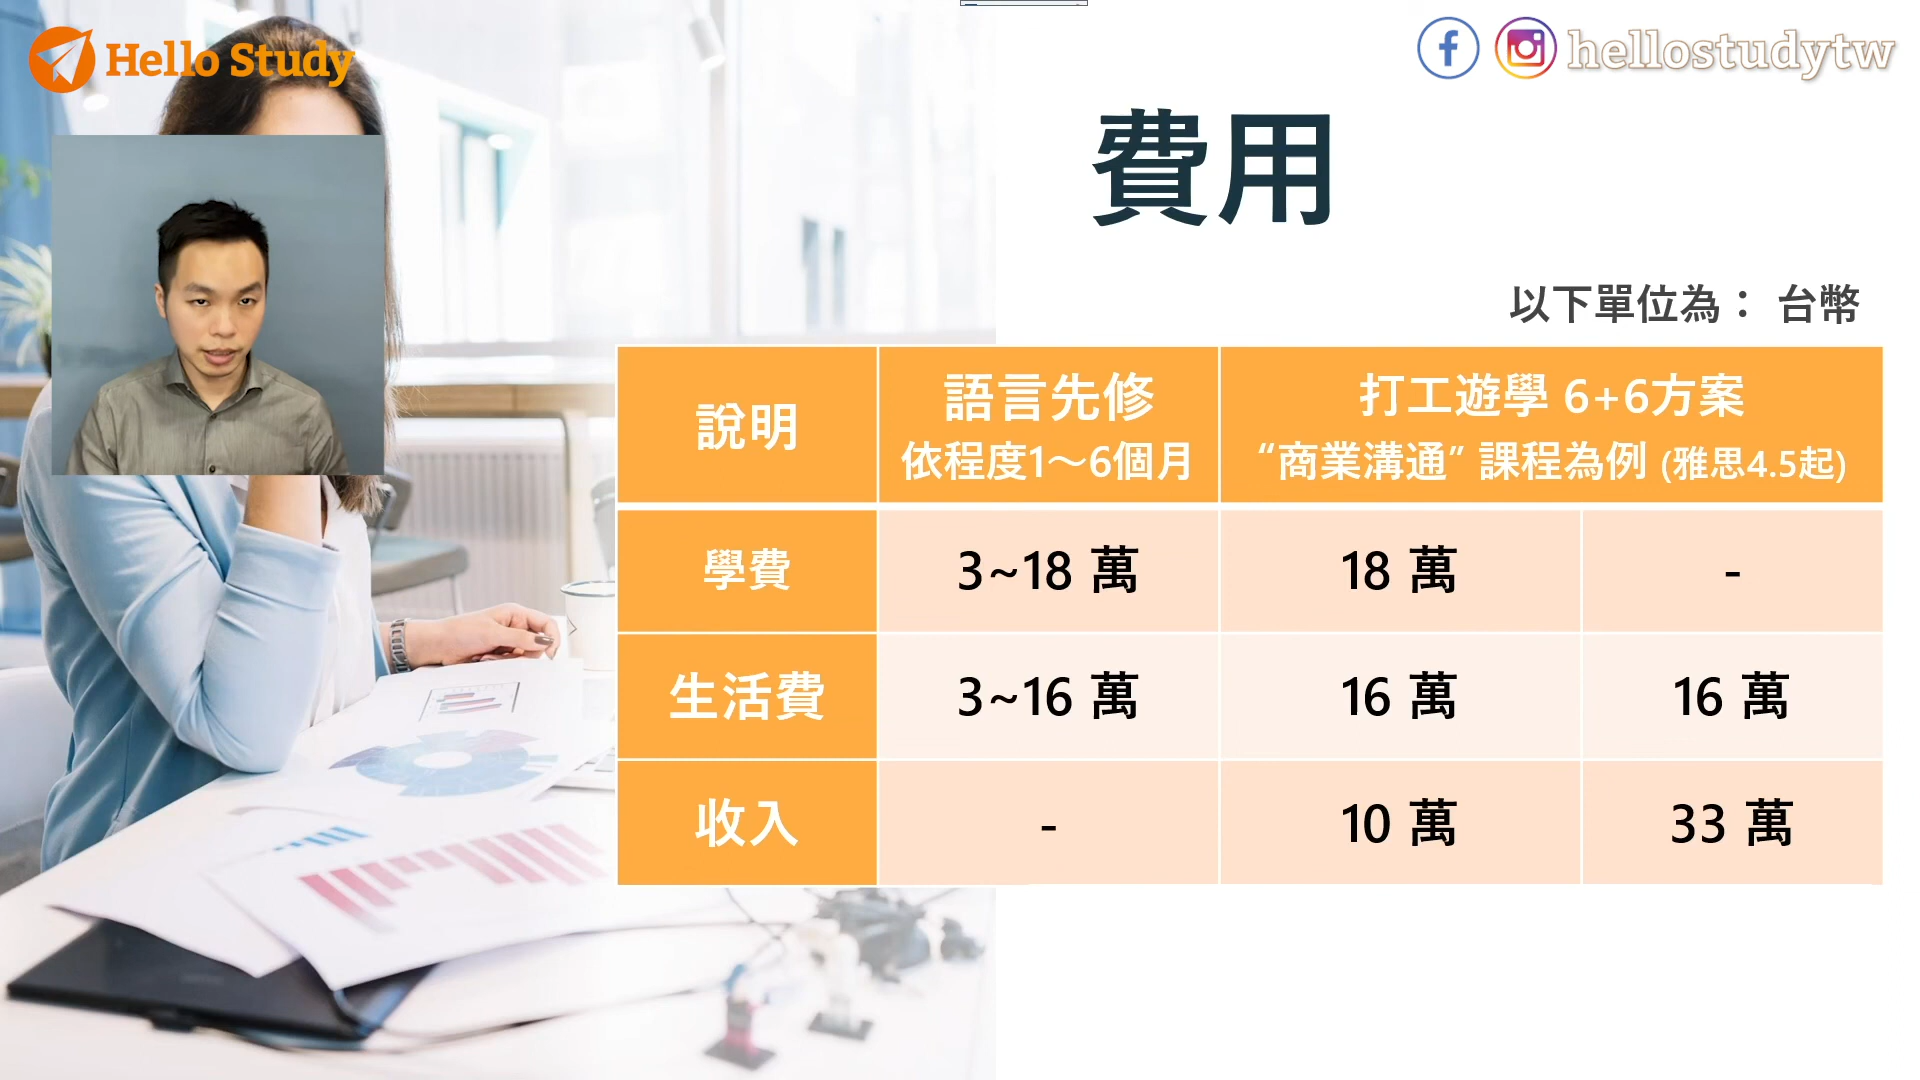 Hello Study
hellostudytw
費用
以下單位為： 台幣
說明
語言先修
依程度1～6個月
打工遊學 6+6方案
“商業溝通” 課程為例 (雅思4.5起)
學費
3~18 萬
18 萬
-
生活費
3~16 萬
16 萬
16 萬
收入
-
10 萬
33 萬